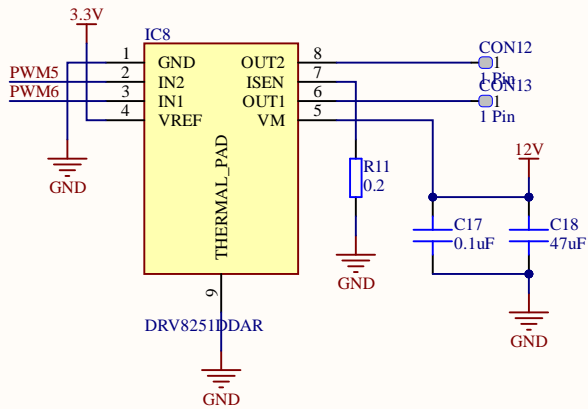 3.3V
IC8
1 GND OUT2 8
CON12
1
1 Pin
PWM5 2 IN2 ISEN 7
PWM6 3 IN1 OUT1 6
CON13
1
1 Pin
4 VREF VM 5
THERMAL_PAD
GND
R11
0.2
12V
C17
0.1uF
C18
47uF
GND
9
DRV8251DDAR
GND
GND